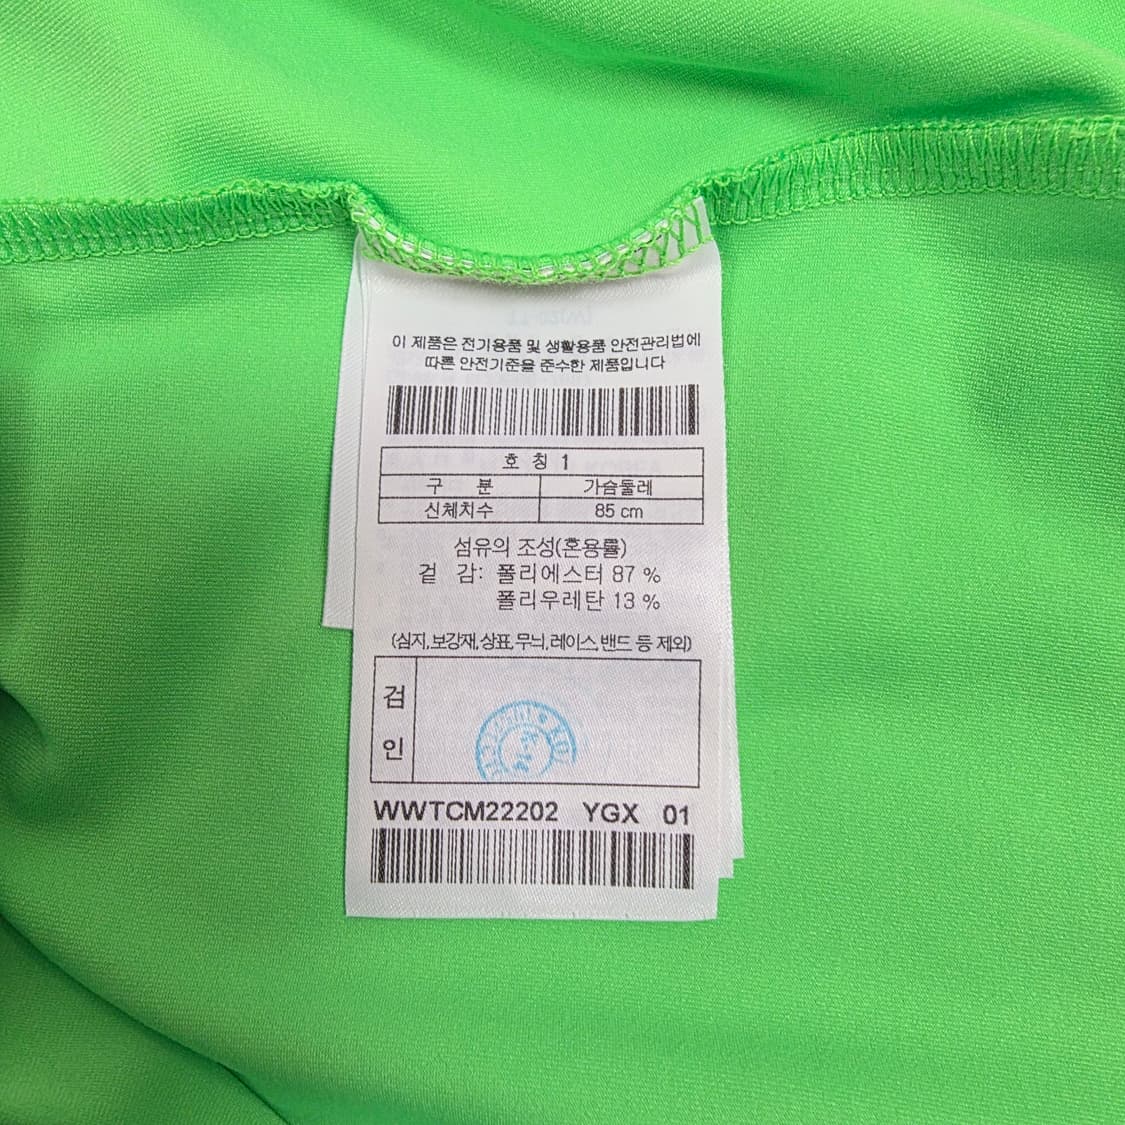 이 제품은 전기용품 및 생활용품 안전관리법에
따른 안전기준을 준수한 제품입니다
호 칭 1
구 분 가슴둘레
신체치수 85 cm
섬유의 조성(혼용률)
겉 감: 폴리에스터 87 %
폴리우레탄 13 %
(심지,보강재,상표,무늬,레이스,밴드 등 제외)
검
인
WWTCM22202 YGX 01